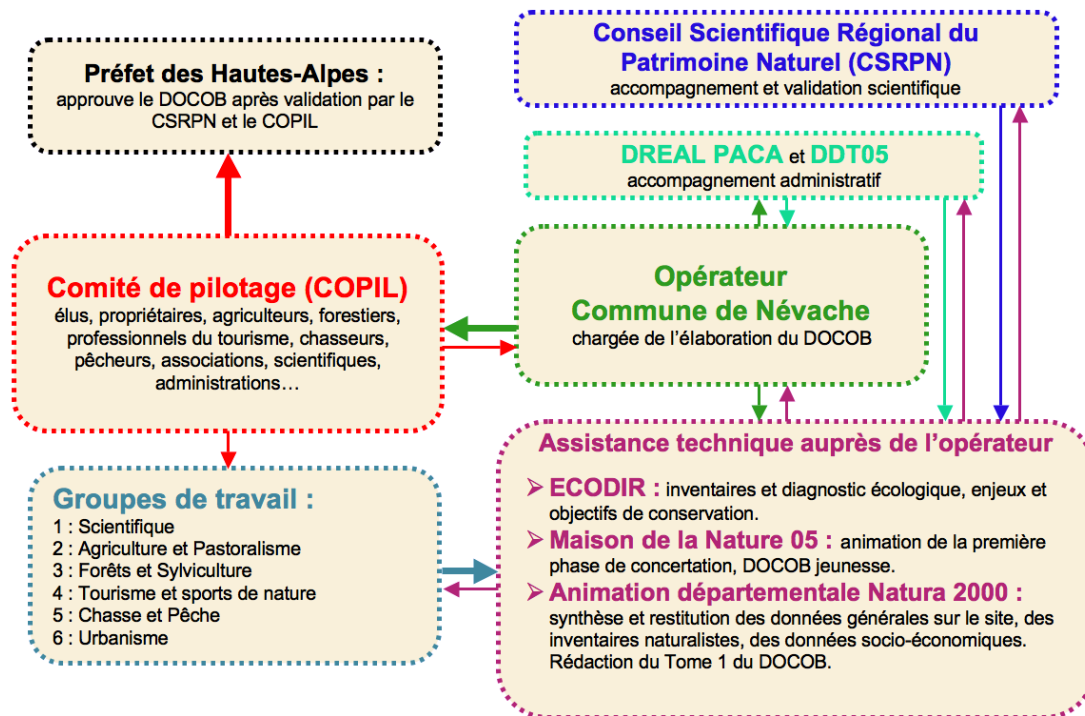 Préfet des Hautes-Alpes :
approuve le DOCOB après validation par le
CSRPN et le COPIL
Conseil Scientifique Régional du
Patrimoine Naturel (CSRPN)
accompagnement et validation scientifique
DREAL PACA et DDT05
accompagnement administratif
Comité de pilotage (COPIL)
élus, propriétaires, agriculteurs, forestiers,
professionnels du tourisme, chasseurs,
pêcheurs, associations, scientifiques,
administrations…
Opérateur
Commune de Névache
chargée de l’élaboration du DOCOB
Groupes de travail :
1 : Scientifique
2 : Agriculture et Pastoralisme
3 : Forêts et Sylviculture
4 : Tourisme et sports de nature
5 : Chasse et Pêche
6 : Urbanisme
Assistance technique auprès de l’opérateur
➢ ECODIR : inventaires et diagnostic écologique, enjeux et
objectifs de conservation.
➢ Maison de la Nature 05 : animation de la première
phase de concertation, DOCOB jeunesse.
➢ Animation départementale Natura 2000 :
synthèse et restitution des données générales sur le site, des
inventaires naturalistes, des données socio-économiques.
Rédaction du Tome 1 du DOCOB.